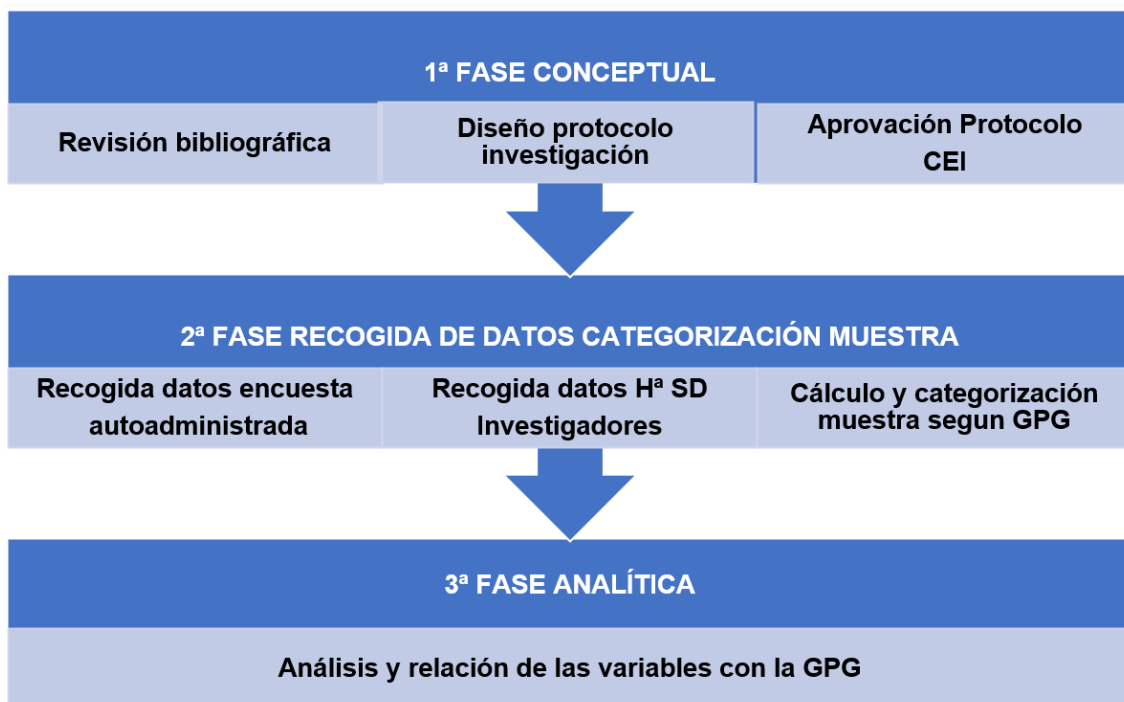 1ª FASE CONCEPTUAL
Revisión bibliográfica
Diseño protocolo
investigación
Aprovación Protocolo
CEI
2ª FASE RECOGIDA DE DATOS CATEGORIZACIÓN MUESTRA
Recogida datos encuesta
autoadministrada
Recogida datos Hª SD
Investigadores
Cálculo y categorización
muestra segun GPG
3ª FASE ANALÍTICA
Análisis y relación de las variables con la GPG